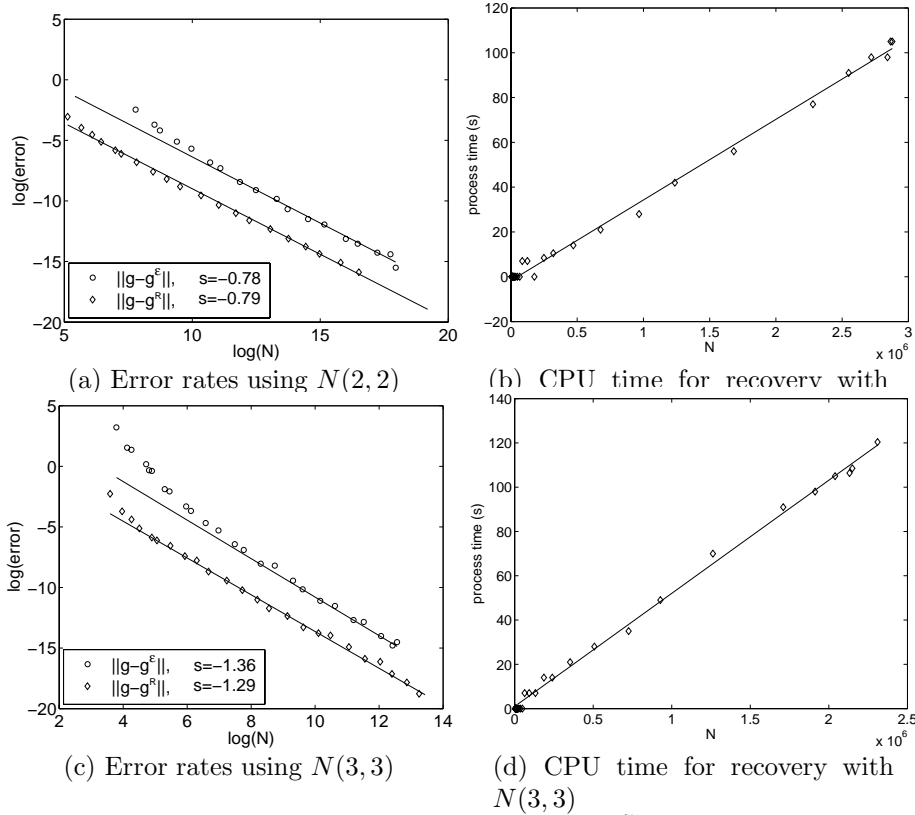 5
0
−5
−10
−15
−20
log(error)
○ ||g−g^ε||, s=−0.78
◇ ||g−g^R||, s=−0.79
5 10 15 20
log(N)
(a) Error rates using N(2, 2)
120
100
80
60
40
20
0
−20
process time (s)
0 0.5 1 1.5 2 2.5 3
N
x 10^6
(b) CPU time for recovery with
5
0
−5
−10
−15
−20
log(error)
○ ||g−g^ε||, s=−1.36
◇ ||g−g^R||, s=−1.29
2 4 6 8 10 12 14
log(N)
(c) Error rates using N(3, 3)
140
120
100
80
60
40
20
0
process time (s)
0 0.5 1 1.5 2 2.5
N
x 10^6
(d) CPU time for recovery with
N(3, 3)